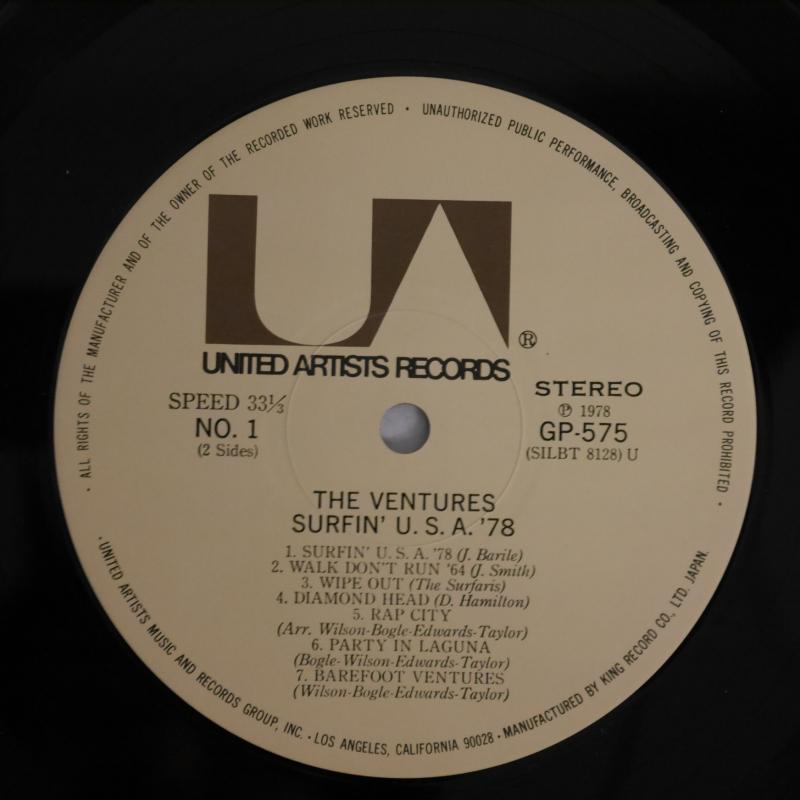 · ALL RIGHTS OF THE MANUFACTURER AND OF THE OWNER OF THE RECORDED WORK RESERVED · UNAUTHORIZED PUBLIC PERFORMANCE, BROADCASTING AND COPYING OF THIS RECORD PROHIBITED ·
UA
®
UNITED ARTISTS RECORDS
SPEED 33⅓
NO. 1
(2 Sides)
STEREO
℗ 1978
GP-575
(SILBT 8128) U
THE VENTURES
SURFIN' U. S. A. '78
1. SURFIN' U. S. A. '78 (J. Barile)
2. WALK DON'T RUN '64 (J. Smith)
3. WIPE OUT (The Surfaris)
4. DIAMOND HEAD (D. Hamilton)
5. RAP CITY
(Arr. Wilson-Bogle-Edwards-Taylor)
6. PARTY IN LAGUNA
(Bogle-Wilson-Edwards-Taylor)
7. BAREFOOT VENTURES
(Wilson-Bogle-Edwards-Taylor)
· UNITED ARTISTS MUSIC AND RECORDS GROUP, INC. · LOS ANGELES, CALIFORNIA 90028 · MANUFACTURED BY KING RECORD CO., LTD. JAPAN.